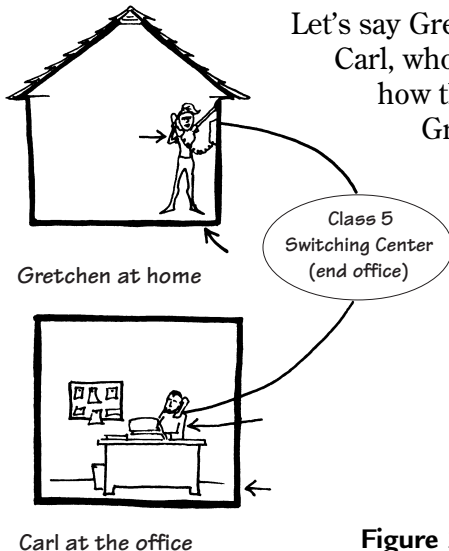 Let’s say Gre
Carl, who
how th
Gr
Class 5
Switching Center
(end office)
Gretchen at home
Carl at the office
Figure